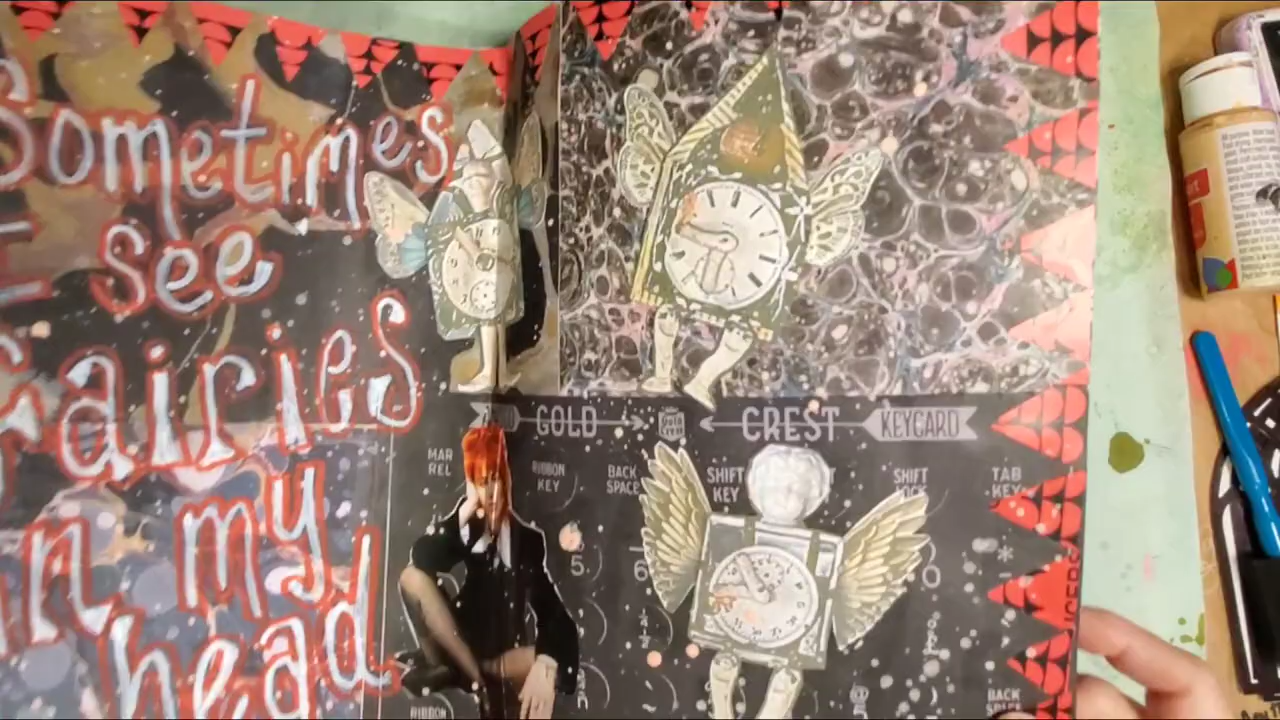 Sometimes
I see
fairies
in my
head
GOLD
CREST
KEYCARD
MAR
REL
RIBBON
KEY
BACK
SPACE
SHIFT
KEY
SHIFT
TAB
KEY
5
6
RIBBON
BACK